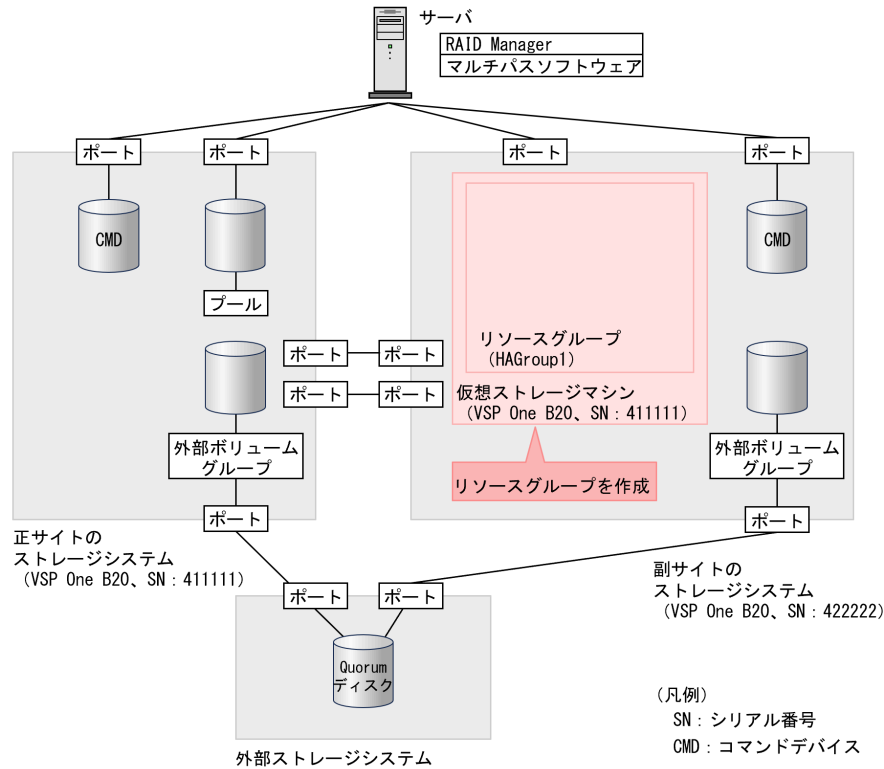 サーバ
RAID Manager
マルチパスソフトウェア
ポート
ポート
ポート
ポート
CMD
CMD
プール
リソースグループ
（HAGroup1）
ポート
ポート
ポート
ポート
仮想ストレージマシン
（VSP One B20、SN：411111）
外部ボリューム
グループ
外部ボリューム
グループ
リソースグループを作成
ポート
ポート
正サイトの
ストレージシステム
（VSP One B20、SN：411111）
副サイトの
ストレージシステム
（VSP One B20、SN：422222）
ポート
ポート
Quorum
ディスク
外部ストレージシステム
（凡例）
SN：シリアル番号
CMD：コマンドデバイス